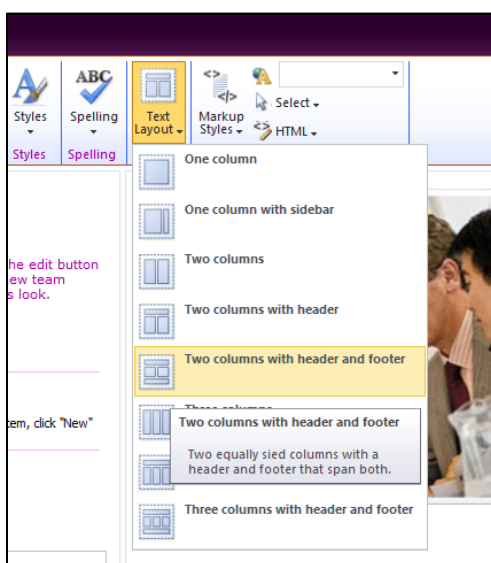 ABC
Styles
Spelling
Text
Layout
Markup
Styles
Select
HTML
Styles
Spelling
One column
One column with sidebar
Two columns
Two columns with header
Two columns with header and footer
Two columns with header and footer
Two equally sied columns with a
header and footer that span both.
Three columns with header and footer
he edit button
ew team
s look.
tem, click "New"